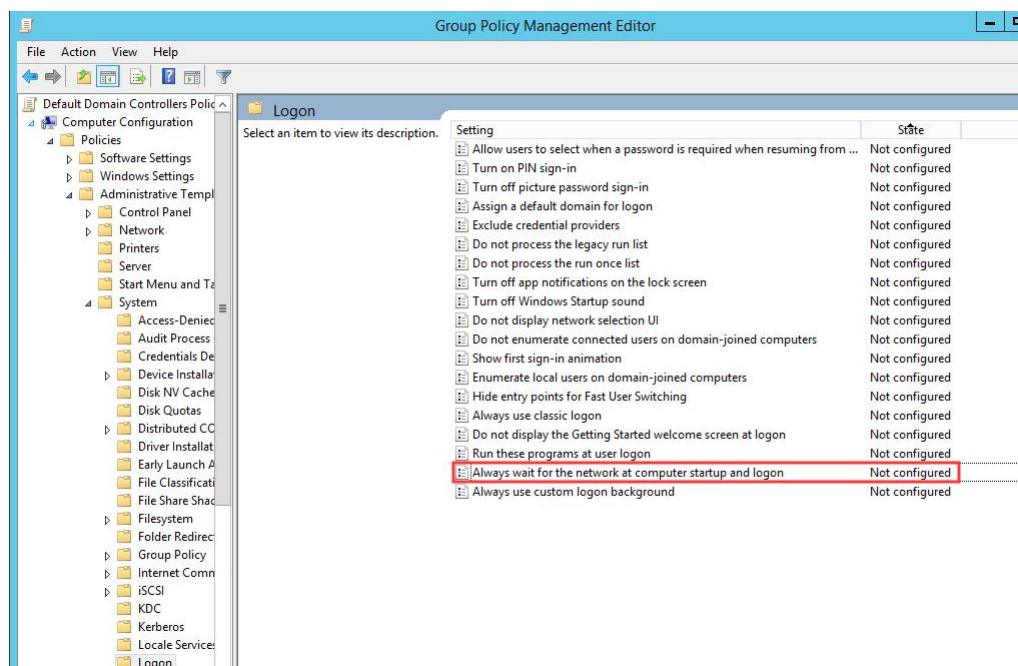 Group Policy Management Editor
File Action View Help
Default Domain Controllers Polic
Computer Configuration
Policies
Software Settings
Windows Settings
Administrative Templ
Control Panel
Network
Printers
Server
Start Menu and Ta
System
Access-Denied
Audit Process
Credentials De
Device Installa
Disk NV Cache
Disk Quotas
Distributed CO
Driver Installat
Early Launch A
File Classificati
File Share Shad
Filesystem
Folder Redirec
Group Policy
Internet Comm
iSCSI
KDC
Kerberos
Locale Services
Logon
Logon
Select an item to view its description.
Setting State
Allow users to select when a password is required when resuming from ... Not configured
Turn on PIN sign-in Not configured
Turn off picture password sign-in Not configured
Assign a default domain for logon Not configured
Exclude credential providers Not configured
Do not process the legacy run list Not configured
Do not process the run once list Not configured
Turn off app notifications on the lock screen Not configured
Turn off Windows Startup sound Not configured
Do not display network selection UI Not configured
Do not enumerate connected users on domain-joined computers Not configured
Show first sign-in animation Not configured
Enumerate local users on domain-joined computers Not configured
Hide entry points for Fast User Switching Not configured
Always use classic logon Not configured
Do not display the Getting Started welcome screen at logon Not configured
Run these programs at user logon Not configured
Always wait for the network at computer startup and logon Not configured
Always use custom logon background Not configured